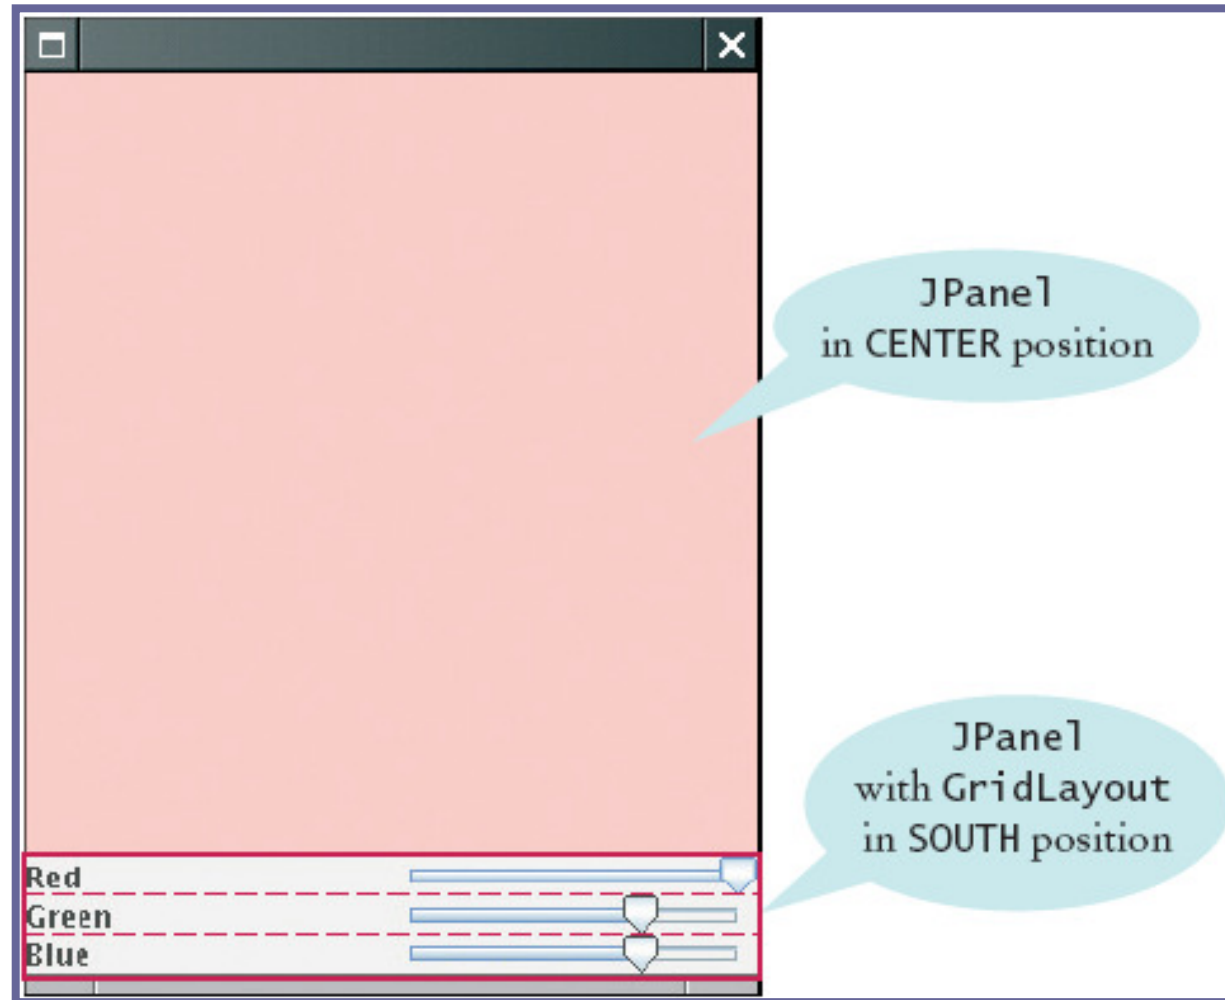 JPanel
in CENTER position
JPanel
with GridLayout
in SOUTH position
Red
Green
Blue